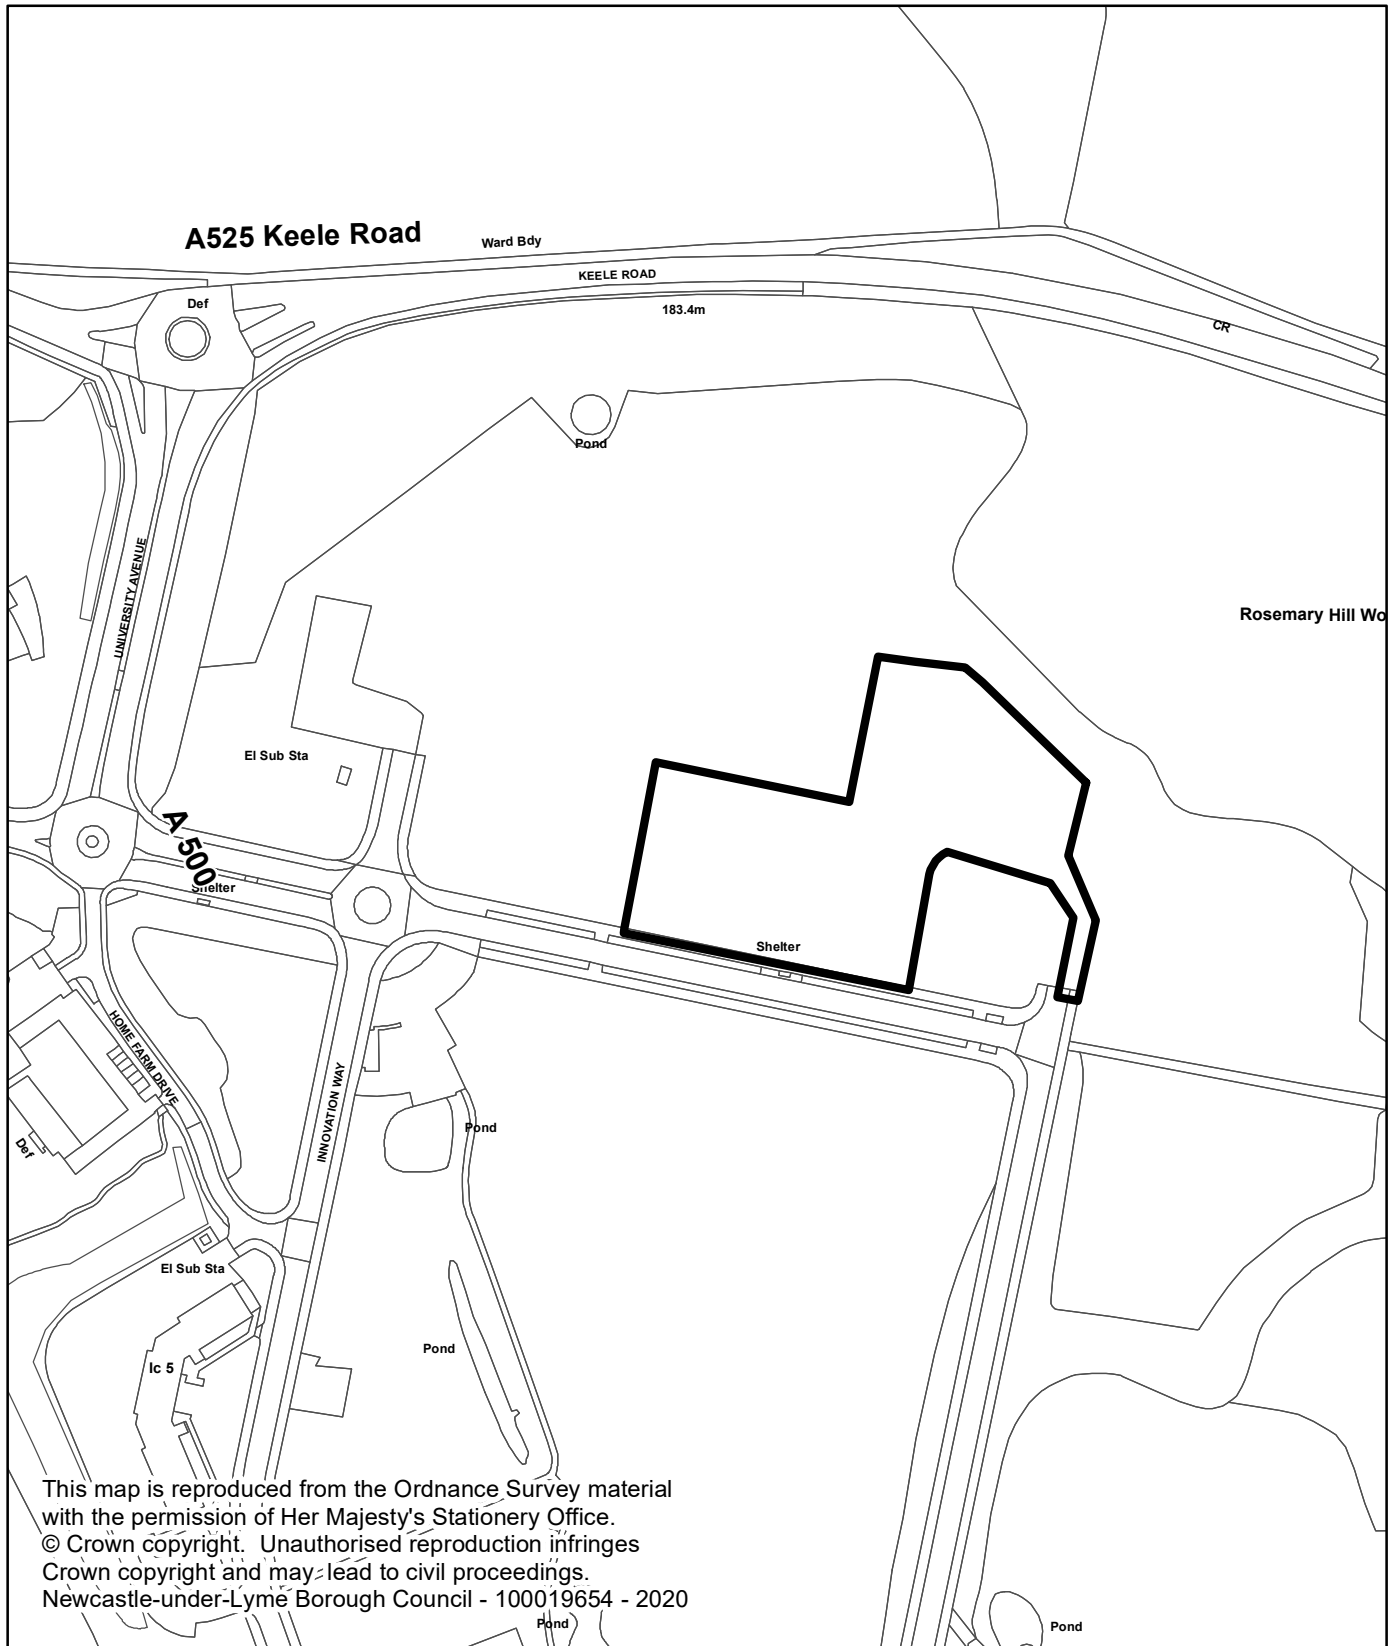 A525 Keele Road
Ward Bdy
KEELE ROAD
Def
183.4m
CR
Pond
UNIVERSITY AVENUE
Rosemary Hill Wo
El Sub Sta
A 500
Shelter
Shelter
HOME FARM DRIVE
INNOVATION WAY
Pond
Def
El Sub Sta
Pond
Ic 5
This map is reproduced from the Ordnance Survey material
with the permission of Her Majesty's Stationery Office.
© Crown copyright. Unauthorised reproduction infringes
Crown copyright and may lead to civil proceedings.
Newcastle-under-Lyme Borough Council - 100019654 - 2020
Pond
Pond